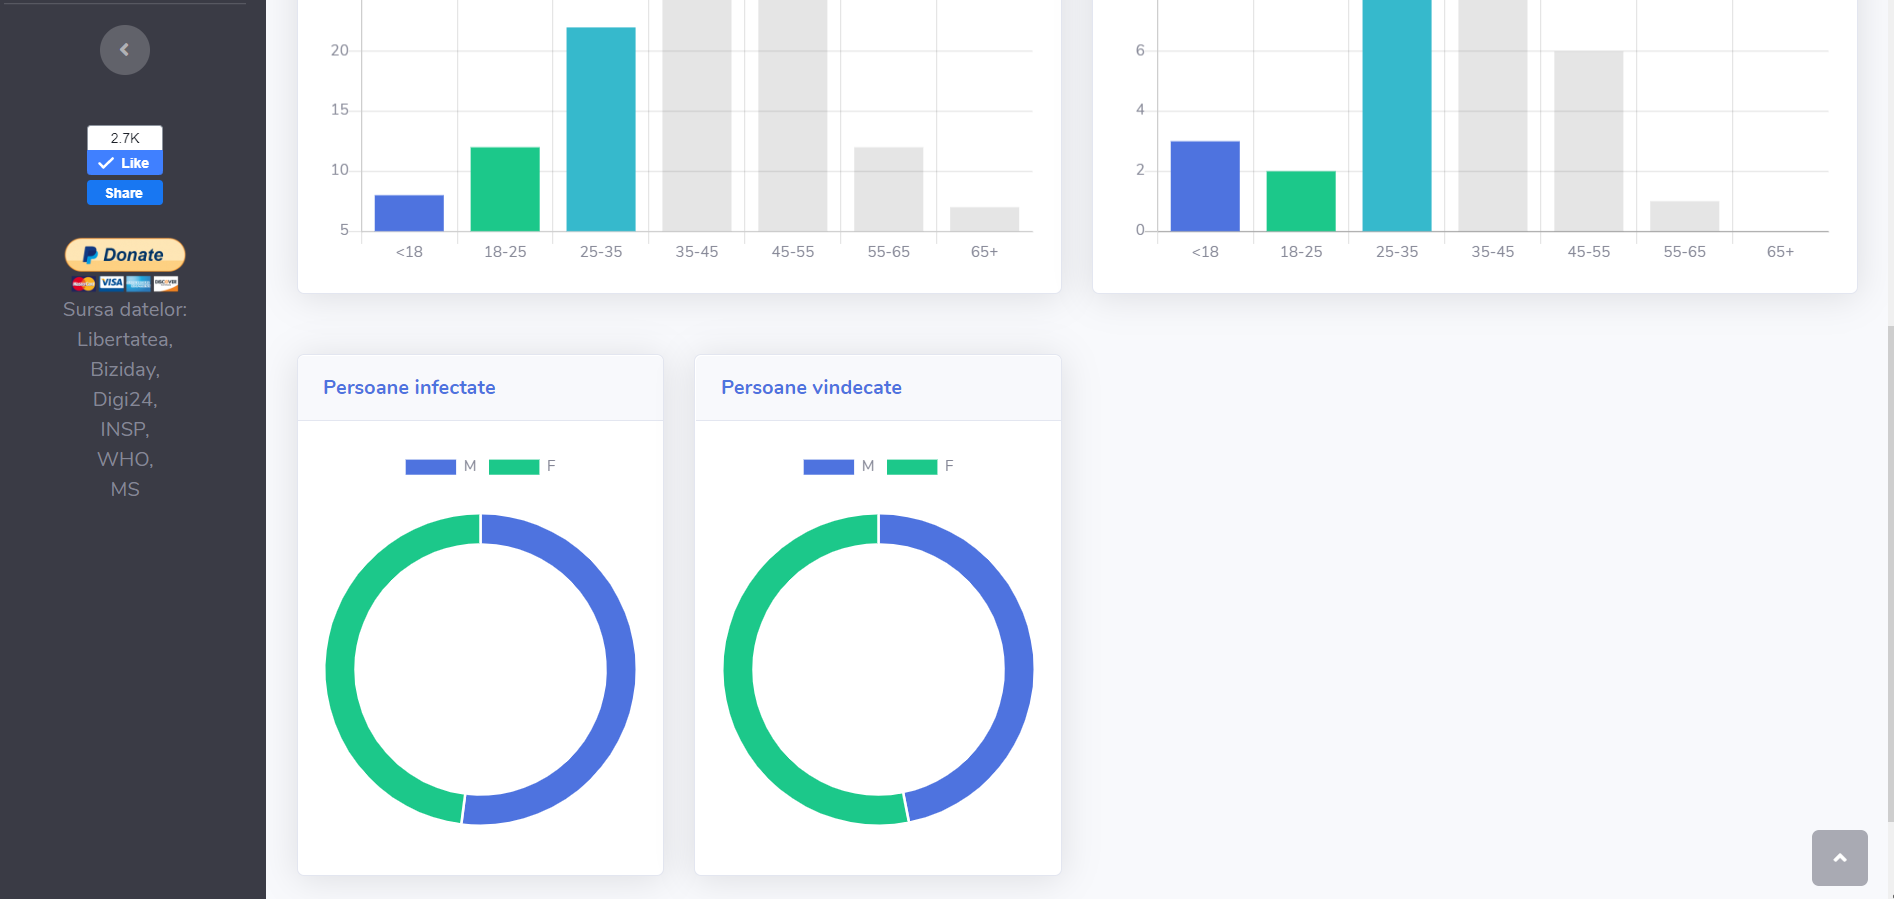 2.7K
Like
Share
Donate
VISA
Sursa datelor:
Libertatea,
Biziday,
Digi24,
INSP,
WHO,
MS
20
15
10
5
<18 18-25 25-35 35-45 45-55 55-65 65+
6
4
2
0
<18 18-25 25-35 35-45 45-55 55-65 65+
Persoane infectate
M F
Persoane vindecate
M F